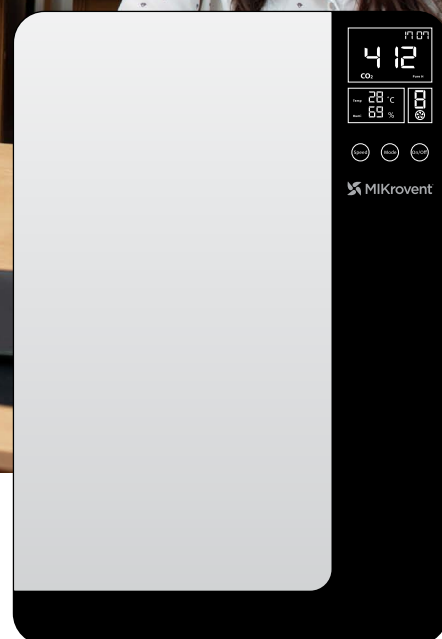 17 07
412
CO₂
Temp 28 °C
Humi 69 %
8
Speed Mode On/Off
MIKrovent